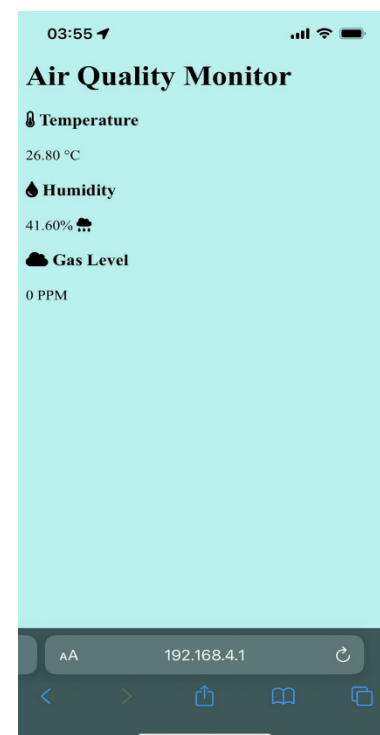 03:55
Air Quality Monitor
Temperature
26.80 °C
Humidity
41.60%
Gas Level
0 PPM
AA
192.168.4.1